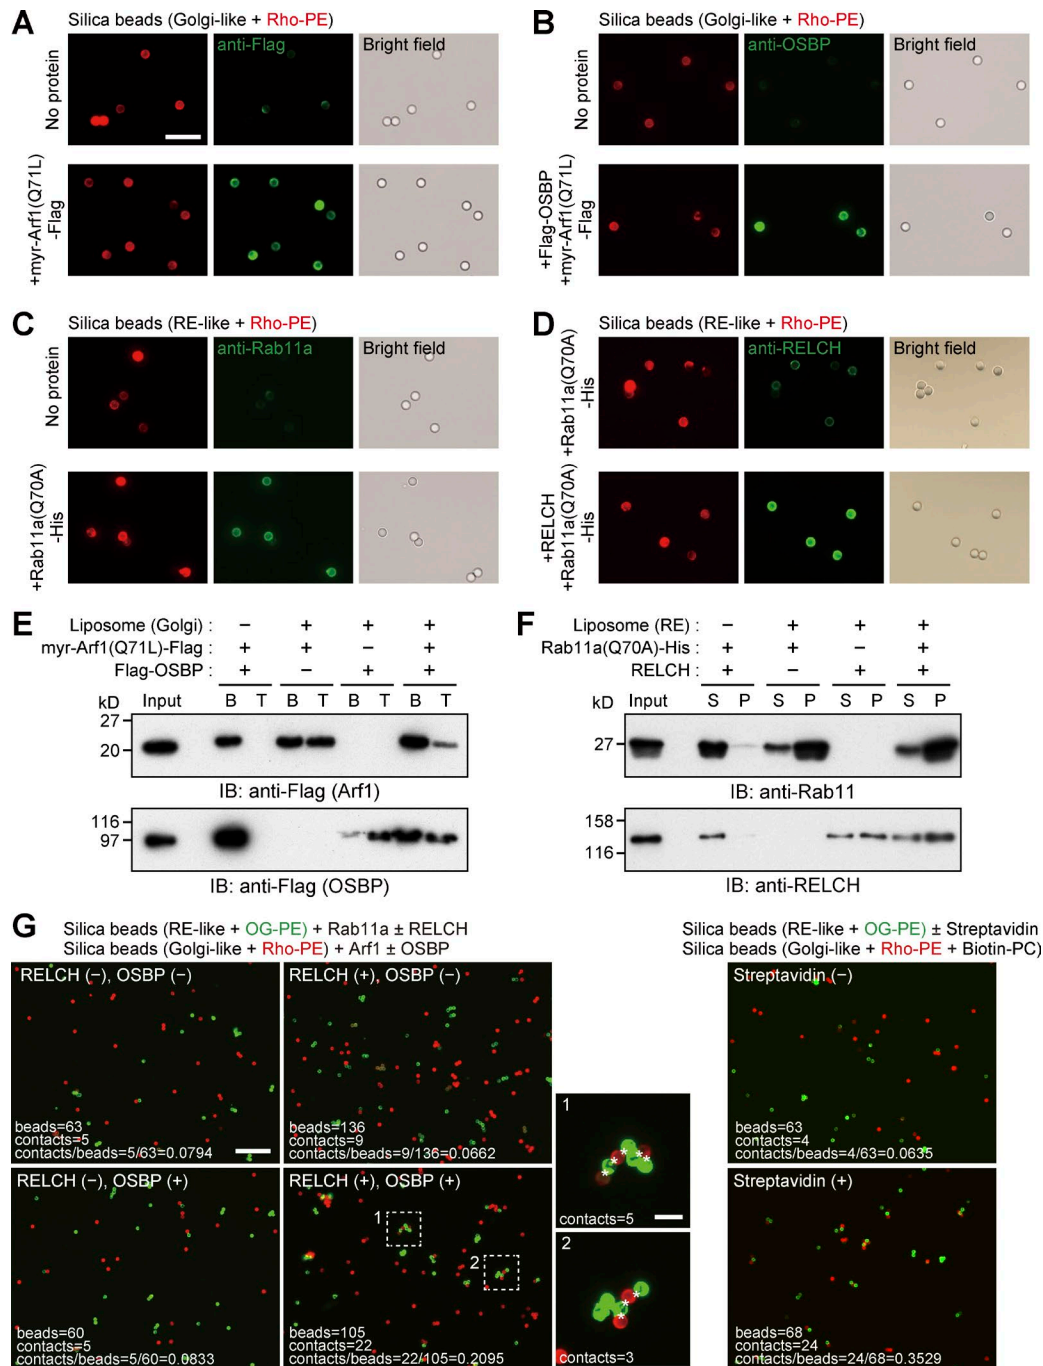 A
Silica beads (Golgi-like + Rho-PE)
No protein
anti-Flag
Bright field
+myr-Arf1(Q71L)
-Flag
B
Silica beads (Golgi-like + Rho-PE)
No protein
anti-OSBP
Bright field
+Flag-OSBP
+myr-Arf1(Q71L)
-Flag
C
Silica beads (RE-like + Rho-PE)
No protein
anti-Rab11a
Bright field
+Rab11a(Q70A)
-His
D
Silica beads (RE-like + Rho-PE)
+Rab11a(Q70A)
-His
anti-RELCH
Bright field
+RELCH
+Rab11a(Q70A)
-His
E
Liposome (Golgi) : − + + +
myr-Arf1(Q71L)-Flag : + + − +
Flag-OSBP : + − + +
kD Input B T B T B T B T
27
20
IB: anti-Flag (Arf1)
116
97
IB: anti-Flag (OSBP)
F
Liposome (RE) : − + + +
Rab11a(Q70A)-His : + + − +
RELCH : + − + +
kD Input S P S P S P S P
27
IB: anti-Rab11
158
116
IB: anti-RELCH
G
Silica beads (RE-like + OG-PE) + Rab11a ± RELCH
Silica beads (Golgi-like + Rho-PE) + Arf1 ± OSBP
RELCH (−), OSBP (−)
beads=63
contacts=5
contacts/beads=5/63=0.0794
RELCH (+), OSBP (−)
beads=136
contacts=9
contacts/beads=9/136=0.0662
RELCH (−), OSBP (+)
beads=60
contacts=5
contacts/beads=5/60=0.0833
RELCH (+), OSBP (+)
1
2
beads=105
contacts=22
contacts/beads=22/105=0.2095
1
contacts=5
2
contacts=3
Silica beads (RE-like + OG-PE) ± Streptavidin
Silica beads (Golgi-like + Rho-PE + Biotin-PC)
Streptavidin (−)
beads=63
contacts=4
contacts/beads=4/63=0.0635
Streptavidin (+)
beads=68
contacts=24
contacts/beads=24/68=0.3529